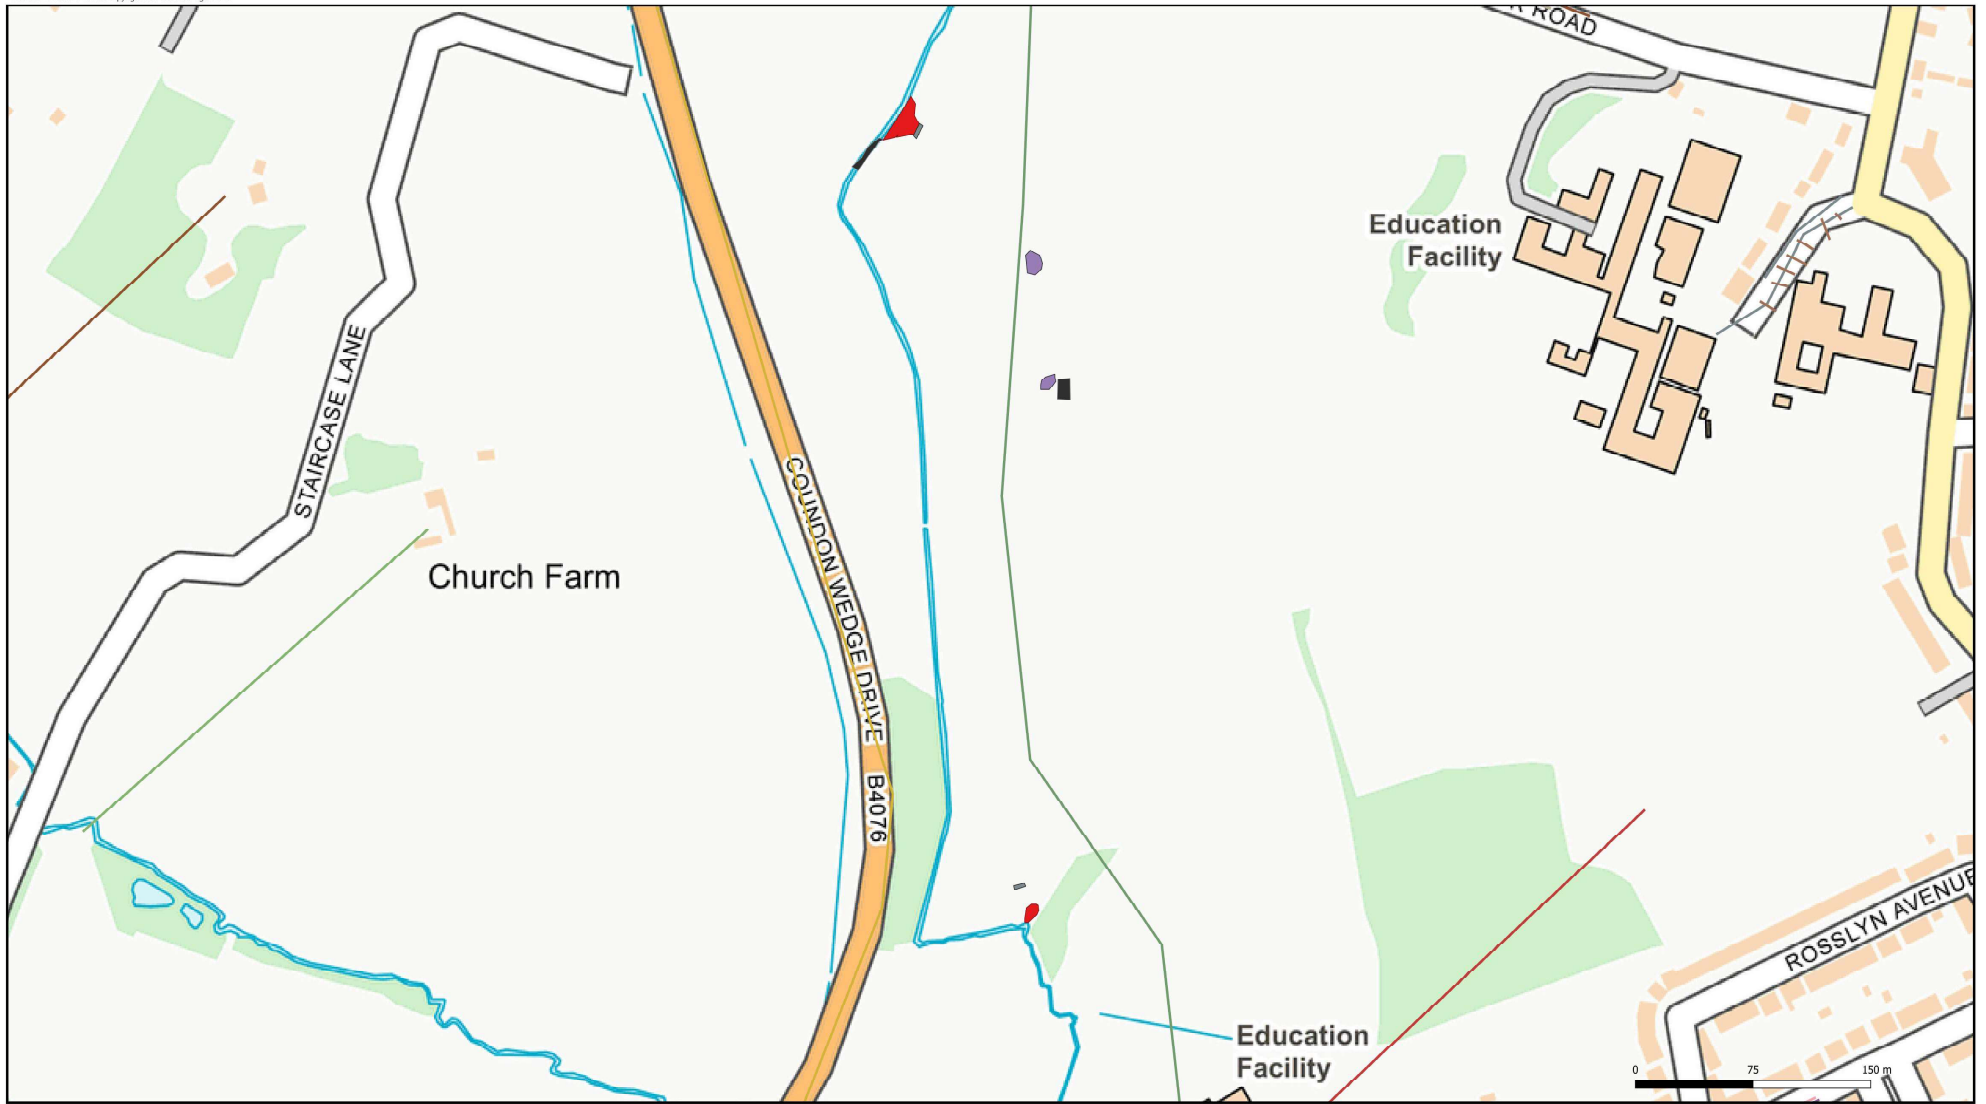 ROAD
Education
Facility
STAIRCASE LANE
COUNDON WEDGE DRIVE
Church Farm
B4076
ROSSLYN AVENUE
Education
Facility
0 75 150 m